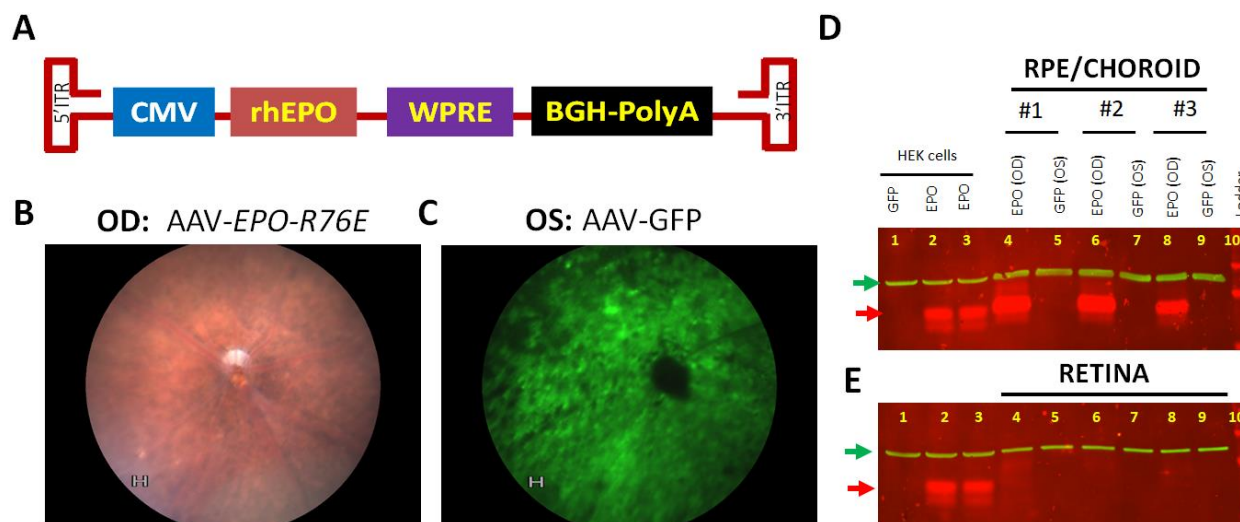 A
5'ITR
CMV
rhEPO
WPRE
BGH-PolyA
3'ITR
B
OD: AAV-EPO-R76E
H
C
OS: AAV-GFP
H
D
RPE/CHOROID
#1
#2
#3
HEK cells
GFP
EPO
EPO
EPO (OD)
GFP (OS)
EPO (OD)
GFP (OS)
EPO (OD)
GFP (OS)
Ladder
1 2 3 4 5 6 7 8 9 10
E
RETINA
1 2 3 4 5 6 7 8 9 10